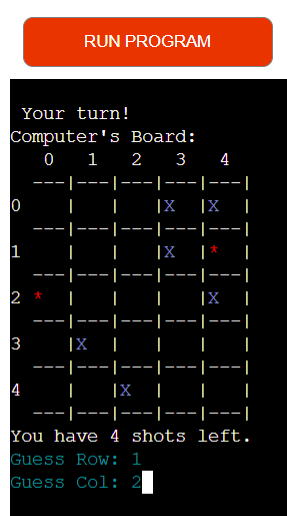 RUN PROGRAM
Your turn!
Computer's Board:
0 1 2 3 4
---|---|---|---|---|
0 | | |X |X |
---|---|---|---|---|
1 | | |X |* |
---|---|---|---|---|
2 * | | | |X |
---|---|---|---|---|
3 |X | | | |
---|---|---|---|---|
4 | |X | | |
---|---|---|---|---|
You have 4 shots left.
Guess Row: 1
Guess Col: 2